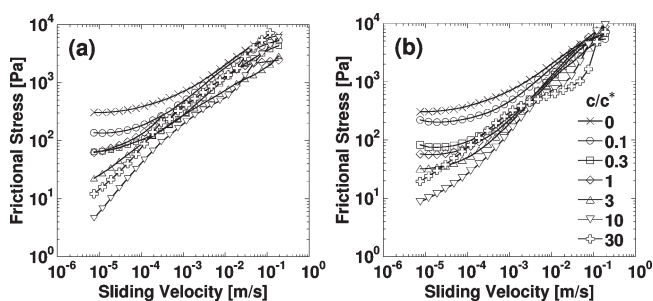 (a)
Frictional Stress [Pa]
10^4
10^3
10^2
10^1
10^0
10^-6 10^-5 10^-4 10^-3 10^-2 10^-1 10^0
Sliding Velocity [m/s]
(b)
Frictional Stress [Pa]
10^4
10^3
10^2
10^1
10^0
10^-6 10^-5 10^-4 10^-3 10^-2 10^-1 10^0
Sliding Velocity [m/s]
c/c*
0
0.1
0.3
1
3
10
30